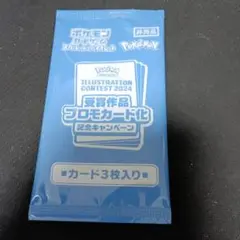 ポケモン
カードゲーム
非売品
Pokémon
Pokémon
ILLUSTRATION
CONTEST 2024
受賞作品
プロモカード化
記念キャンペーン
■カード3枚入り■